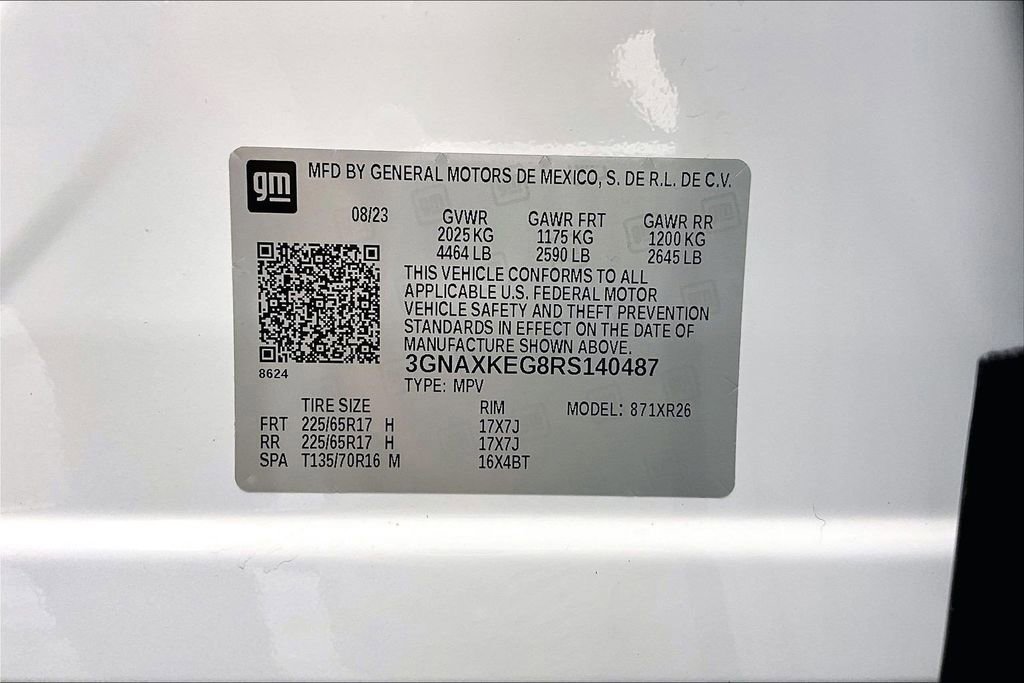 gm MFD BY GENERAL MOTORS DE MEXICO, S. DE R.L. DE C.V.
08/23 GVWR GAWR FRT GAWR RR
2025 KG 1175 KG 1200 KG
4464 LB 2590 LB 2645 LB
THIS VEHICLE CONFORMS TO ALL
APPLICABLE U.S. FEDERAL MOTOR
VEHICLE SAFETY AND THEFT PREVENTION
STANDARDS IN EFFECT ON THE DATE OF
MANUFACTURE SHOWN ABOVE.
3GNAXKEG8RS140487
8624
TYPE: MPV
TIRE SIZE RIM MODEL: 871XR26
FRT 225/65R17 H 17X7J
RR 225/65R17 H 17X7J
SPA T135/70R16 M 16X4BT